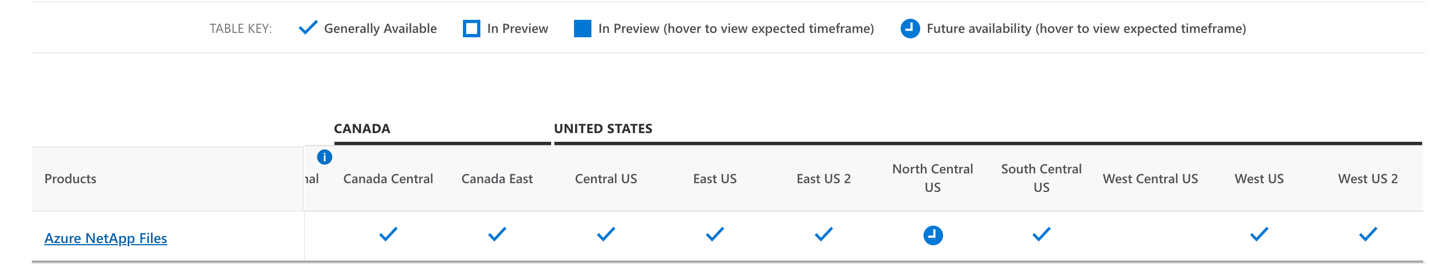 TABLE KEY: Generally Available In Preview In Preview (hover to view expected timeframe) Future availability (hover to view expected timeframe)
CANADA UNITED STATES
Products Canada Central Canada East Central US East US East US 2 North Central US South Central US West Central US West US West US 2
Azure NetApp Files